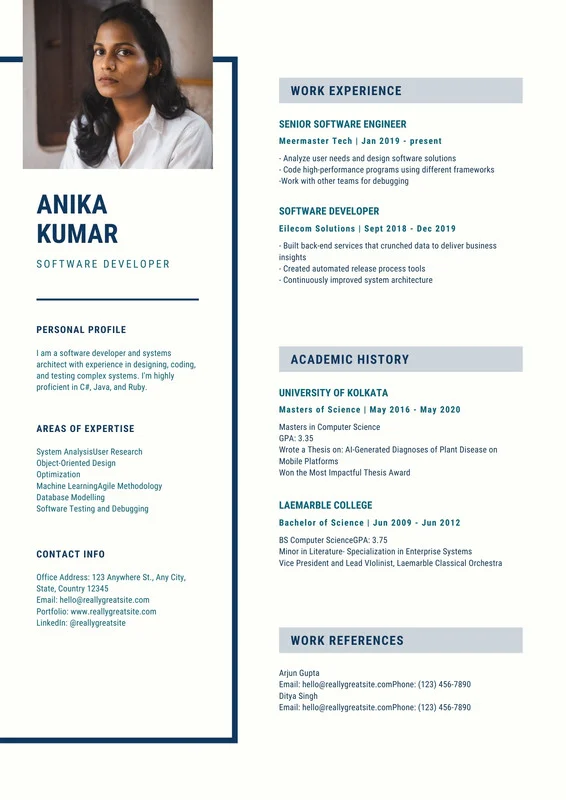 ANIKA
KUMAR
SOFTWARE DEVELOPER
PERSONAL PROFILE
I am a software developer and systems
architect with experience in designing, coding,
and testing complex systems. I'm highly
proficient in C#, Java, and Ruby.
AREAS OF EXPERTISE
System AnalysisUser Research
Object-Oriented Design
Optimization
Machine LearningAgile Methodology
Database Modelling
Software Testing and Debugging
CONTACT INFO
Office Address: 123 Anywhere St., Any City,
State, Country 12345
Email: hello@reallygreatsite.com
Portfolio: www.reallygreatsite.com
LinkedIn: @reallygreatsite
WORK EXPERIENCE
SENIOR SOFTWARE ENGINEER
Meermaster Tech | Jan 2019 - present
- Analyze user needs and design software solutions
- Code high-performance programs using different frameworks
-Work with other teams for debugging
SOFTWARE DEVELOPER
Eilecom Solutions | Sept 2018 - Dec 2019
- Built back-end services that crunched data to deliver business
insights
- Created automated release process tools
- Continuously improved system architecture
ACADEMIC HISTORY
UNIVERSITY OF KOLKATA
Masters of Science | May 2016 - May 2020
Masters in Computer Science
GPA: 3.35
Wrote a Thesis on: AI-Generated Diagnoses of Plant Disease on
Mobile Platforms
Won the Most Impactful Thesis Award
LAEMARBLE COLLEGE
Bachelor of Science | Jun 2009 - Jun 2012
BS Computer ScienceGPA: 3.75
Minor in Literature- Specialization in Enterprise Systems
Vice President and Lead VIolinist, Laemarble Classical Orchestra
WORK REFERENCES
Arjun Gupta
Email: hello@reallygreatsite.comPhone: (123) 456-7890
Ditya Singh
Email: hello@reallygreatsite.comPhone: (123) 456-7890